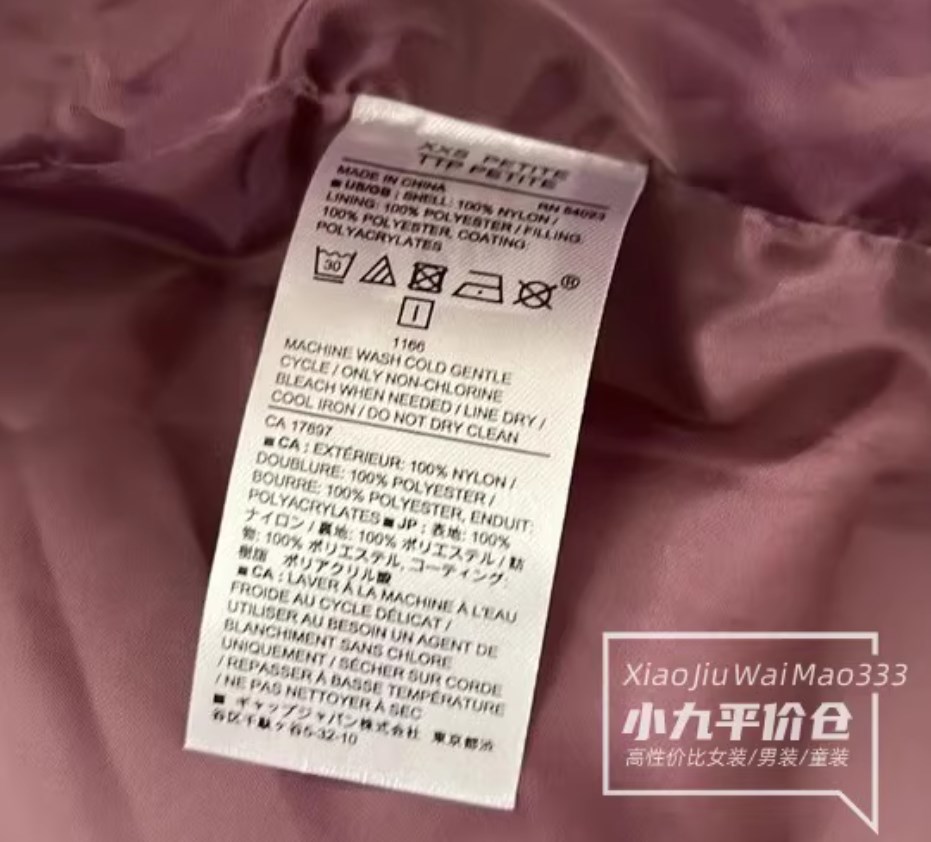 XXS PETITE
TTP PETITE
MADE IN CHINA
RN 54023
■ US/GB : SHELL: 100% NYLON /
LINING: 100% POLYESTER / FILLING:
100% POLYESTER, COATING:
POLYACRYLATES
30
®
I
1166
MACHINE WASH COLD GENTLE
CYCLE / ONLY NON-CHLORINE
BLEACH WHEN NEEDED / LINE DRY /
COOL IRON / DO NOT DRY CLEAN
CA 17897
■ CA : EXTÉRIEUR: 100% NYLON /
DOUBLURE: 100% POLYESTER /
BOURRE: 100% POLYESTER, ENDUIT:
POLYACRYLATES ■ JP : 表地: 100%
ナイロン / 裏地: 100% ポリエステル / 詰
物: 100% ポリエステル, コーティング:
樹脂 ポリアクリル酸
■ CA : LAVER À LA MACHINE À L'EAU
FROIDE AU CYCLE DÉLICAT /
UTILISER AU BESOIN UN AGENT DE
BLANCHIMENT SANS CHLORE
UNIQUEMENT / SÉCHER SUR CORDE
/ REPASSER À BASSE TEMPÉRATURE
/ NE PAS NETTOYER À SEC
■ ギャップジャパン株式会社 東京都渋
谷区千駄ヶ谷5-32-10
XiaoJiuWaiMao333
小九平价仓
高性价比女装/男装/童装